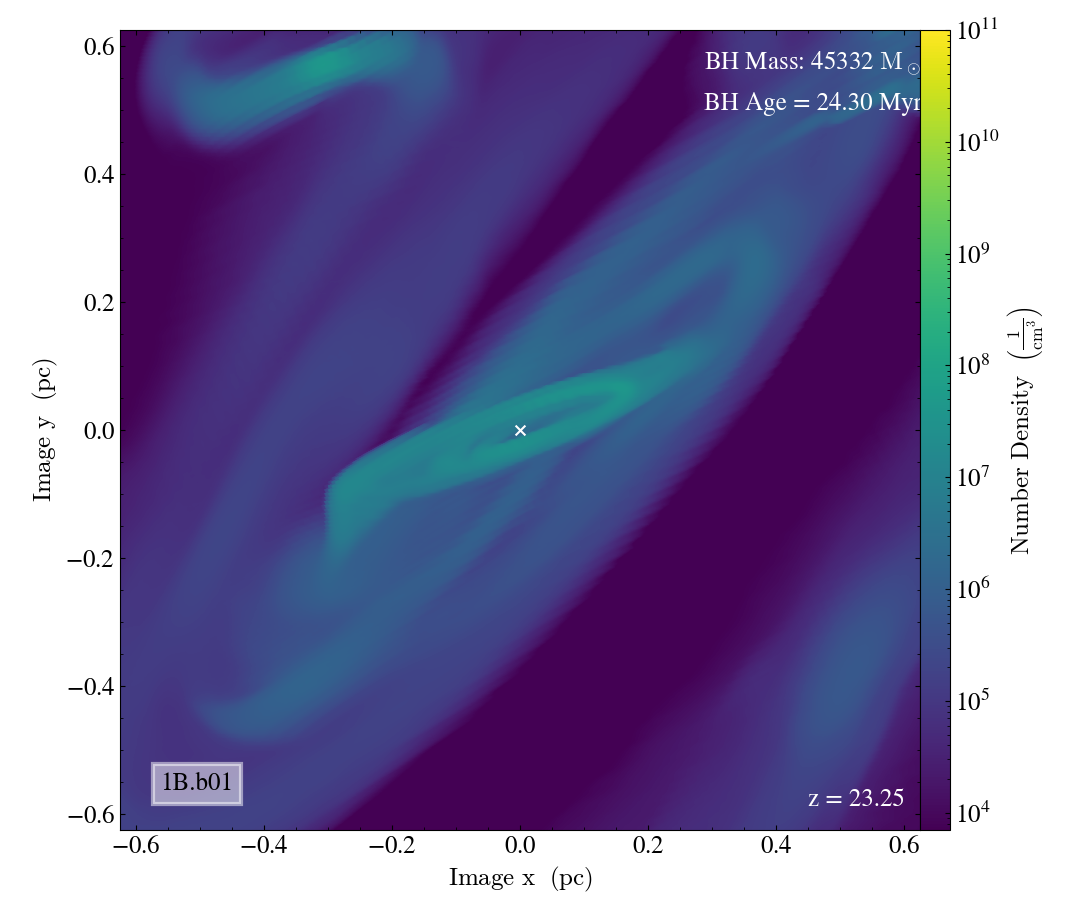 BH Mass: 45332 M☉
BH Age = 24.30 Myr
1B.b01
z = 23.25
0.6
0.4
0.2
0.0
−0.2
−0.4
−0.6
Image y (pc)
−0.6 −0.4 −0.2 0.0 0.2 0.4 0.6
Image x (pc)
10¹¹
10¹⁰
10⁹
10⁸
10⁷
10⁶
10⁵
10⁴
Number Density (1/cm³)